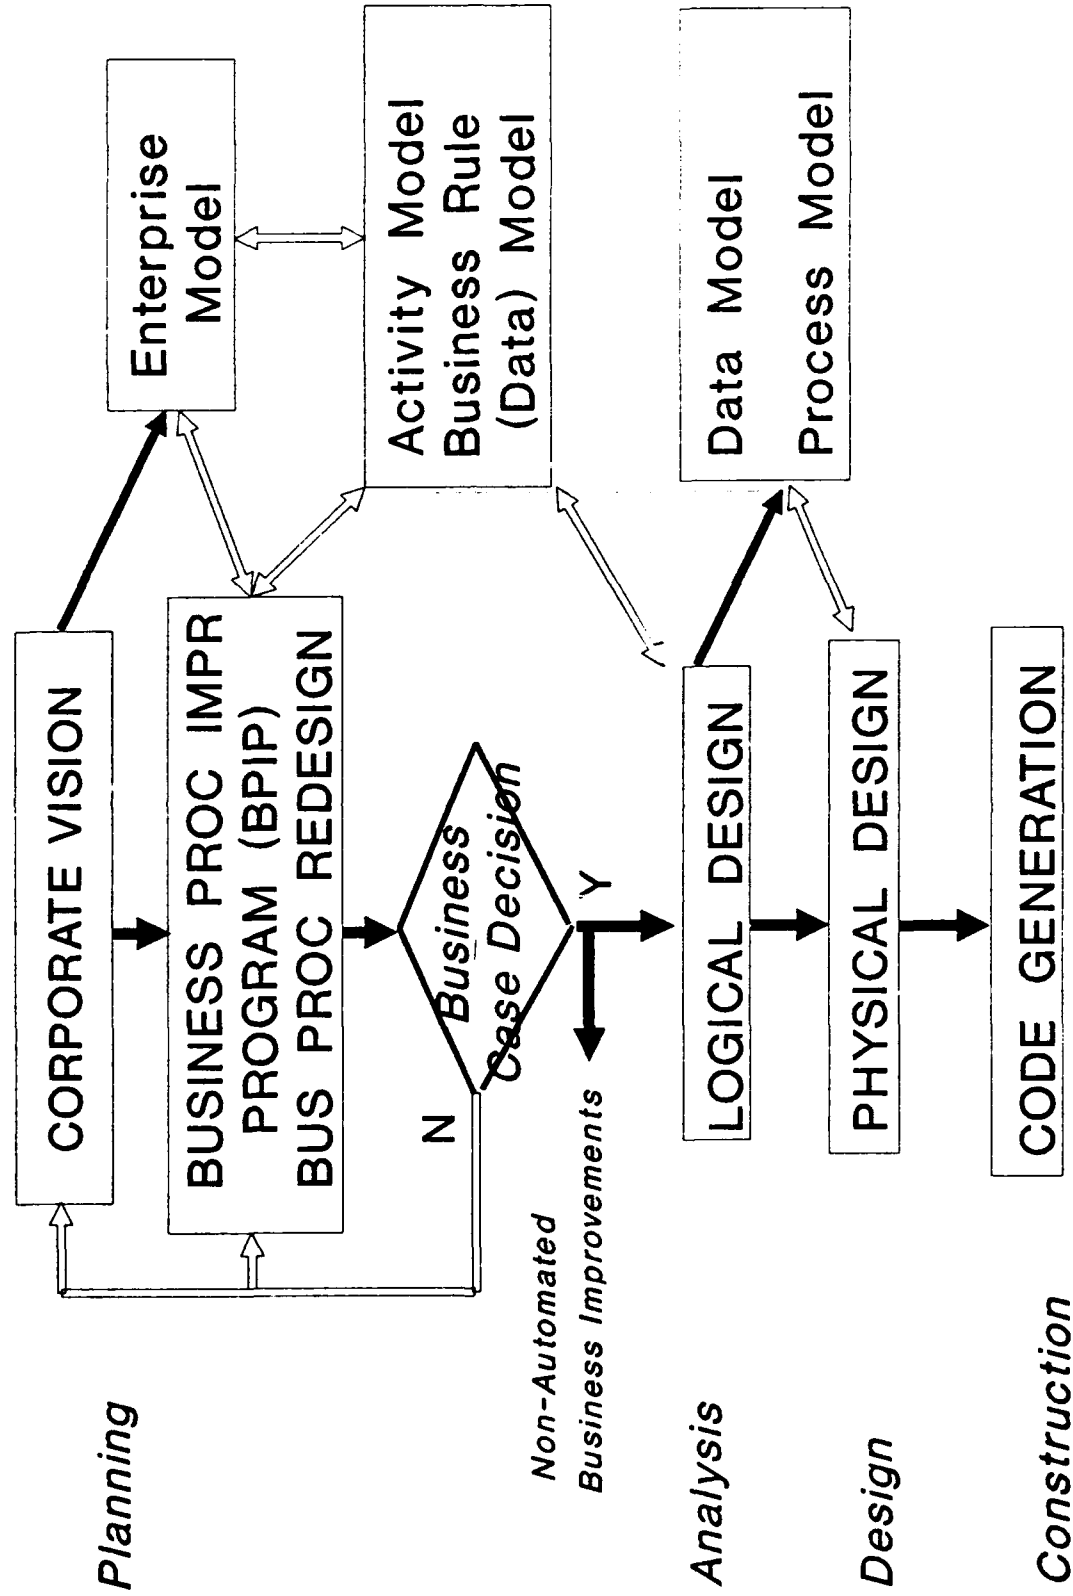 Planning
CORPORATE VISION
Enterprise
Model
BUSINESS PROC IMPR
PROGRAM (BPIP)
BUS PROC REDESIGN
Activity Model
Business Rule
(Data) Model
N
Business
Case Decision
Y
Non-Automated
Business Improvements
Analysis
LOGICAL DESIGN
Data Model
Process Model
Design
PHYSICAL DESIGN
Construction
CODE GENERATION